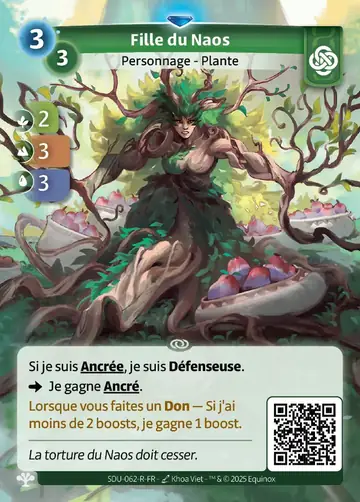 3
3
Fille du Naos
Personnage - Plante
2
3
3
Si je suis Ancrée, je suis Défenseuse.
Je gagne Ancré.
Lorsque vous faites un Don — Si j'ai
moins de 2 boosts, je gagne 1 boost.
La torture du Naos doit cesser.
SDU-062-R-FR - Khoa Viet - ™ & © 2025 Equinox